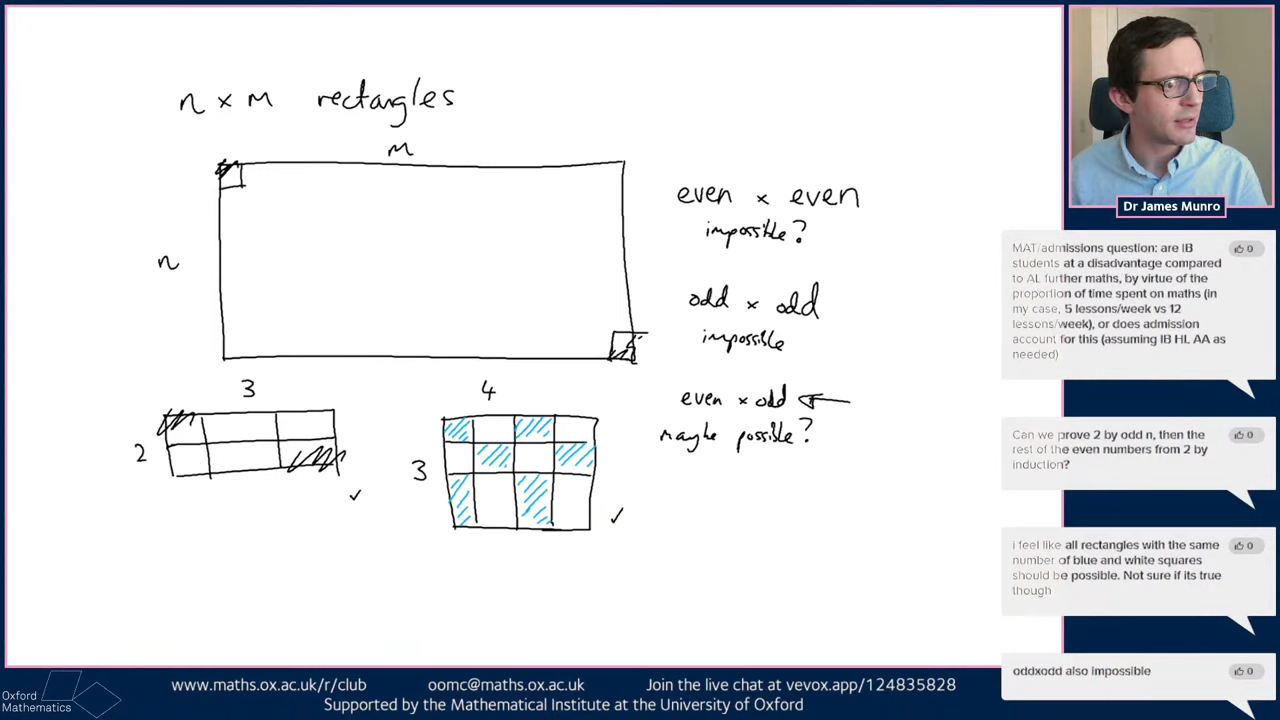 n x m rectangles
m
n
even x even
impossible?
odd x odd
impossible
even x odd
maybe possible?
3
2
4
3
Dr James Munro
MAT/admissions question: are IB
students at a disadvantage compared
to AL further maths, by virtue of the
proportion of time spent on maths (in
my case, 5 lessons/week vs 12
lessons/week), or does admission
account for this (assuming IB HL AA as
needed)
0
Can we prove 2 by odd n, then the
rest of the even numbers from 2 by
induction?
0
i feel like all rectangles with the same
number of blue and white squares
should be possible. Not sure if its true
though
0
oddxodd also impossible
0
Oxford
Mathematics
www.maths.ox.ac.uk/r/club oomc@maths.ox.ac.uk Join the live chat at vevox.app/124835828
Supported by the Mathematical Institute at the University of Oxford